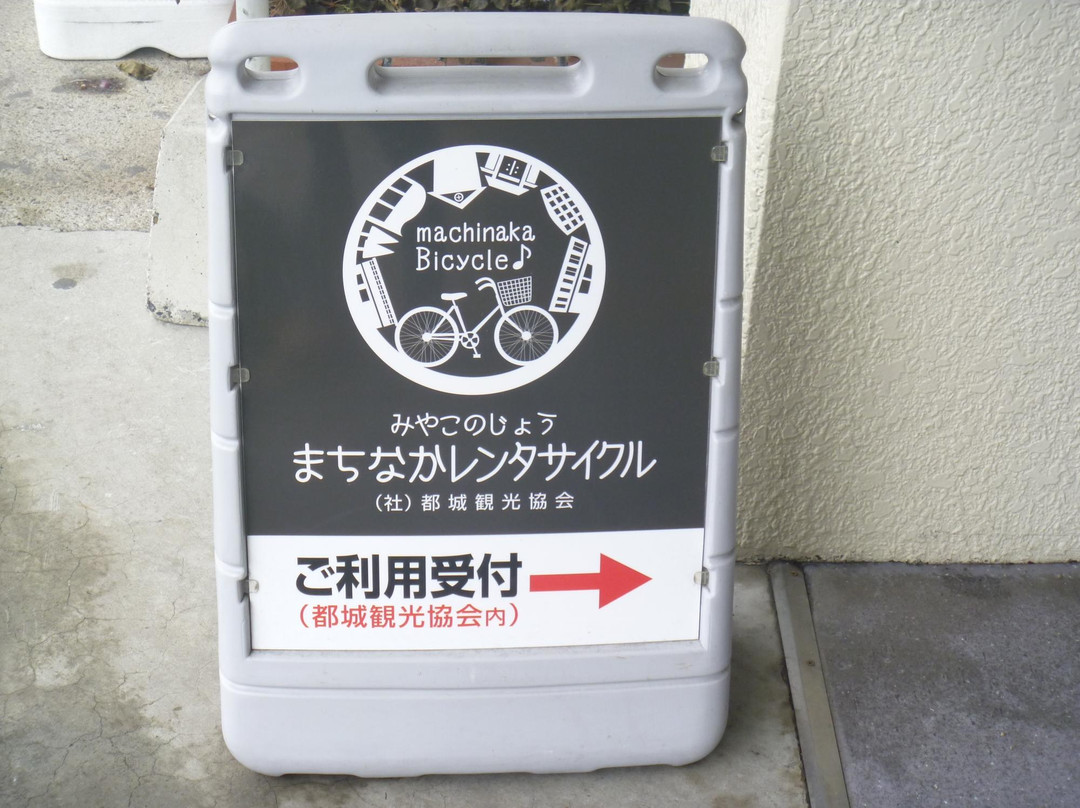 machinaka
Bicycle♪
みやこのじょう
まちなかレンタサイクル
（社）都城観光協会
ご利用受付
（都城観光協会内）